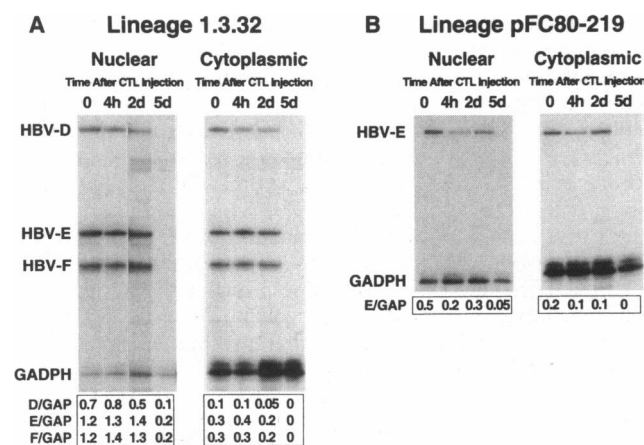 A Lineage 1.3.32
Nuclear Cytoplasmic
Time After CTL Injection Time After CTL Injection
0 4h 2d 5d 0 4h 2d 5d
HBV-D
HBV-E
HBV-F
GADPH
D/GAP 0.7 0.8 0.5 0.1 0.1 0.1 0.05 0
E/GAP 1.2 1.3 1.4 0.2 0.3 0.4 0.2 0
F/GAP 1.2 1.4 1.3 0.2 0.3 0.3 0.2 0
B Lineage pFC80-219
Nuclear Cytoplasmic
Time After CTL Injection Time After CTL Injection
0 4h 2d 5d 0 4h 2d 5d
HBV-E
GADPH
E/GAP 0.5 0.2 0.3 0.05 0.2 0.1 0.1 0